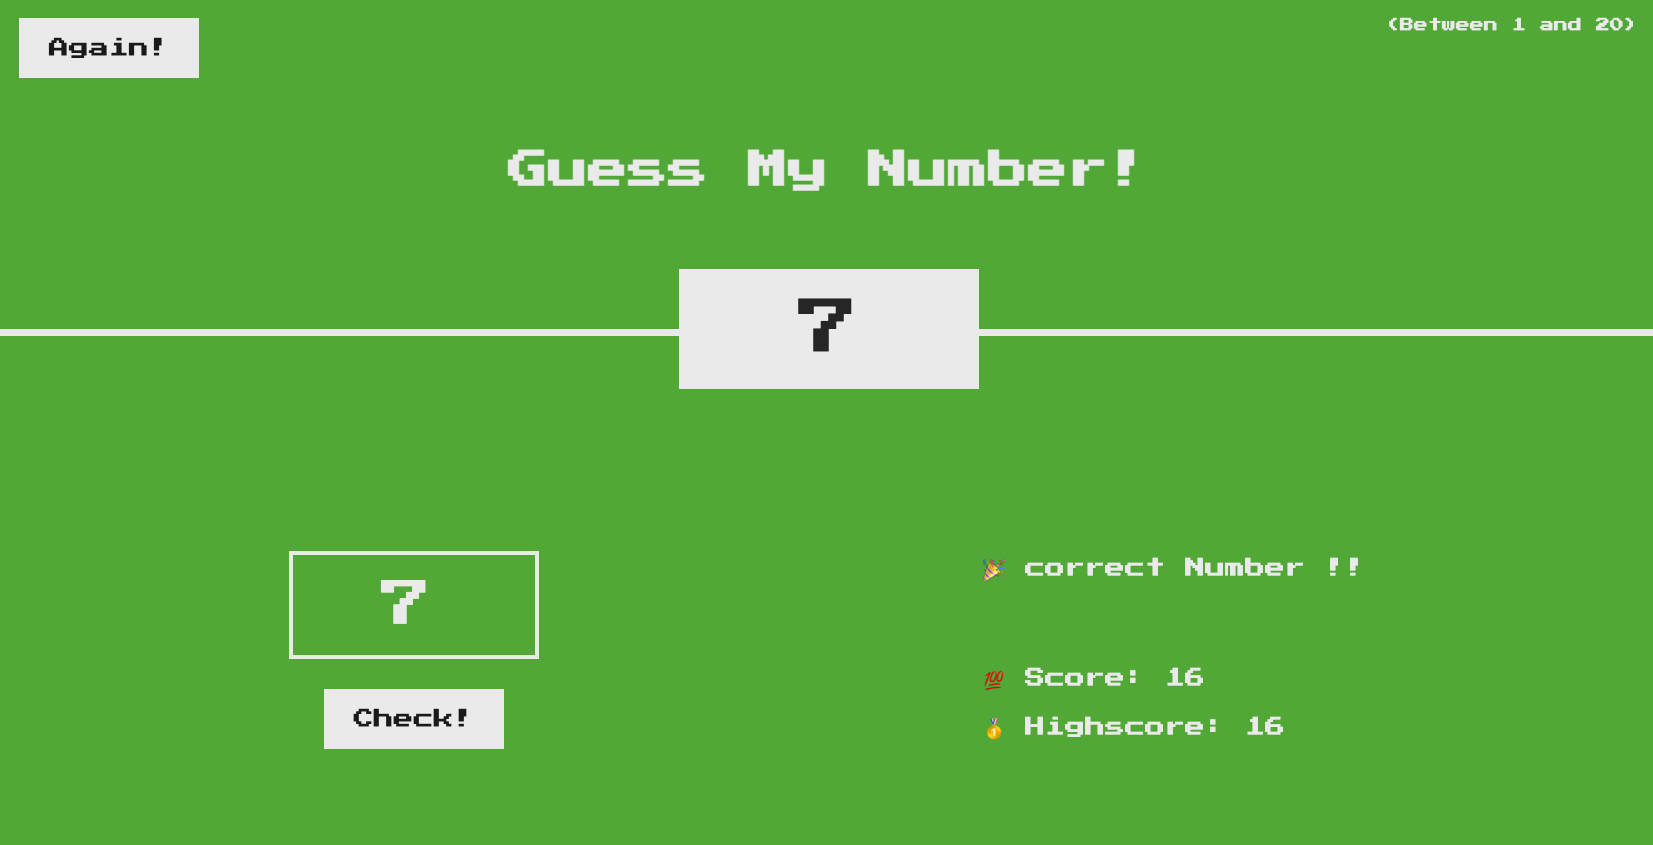 Again!
(Between 1 and 20)
Guess My Number!
7
7
Check!
🎉 correct Number !!
💯 Score: 16
🥇 Highscore: 16